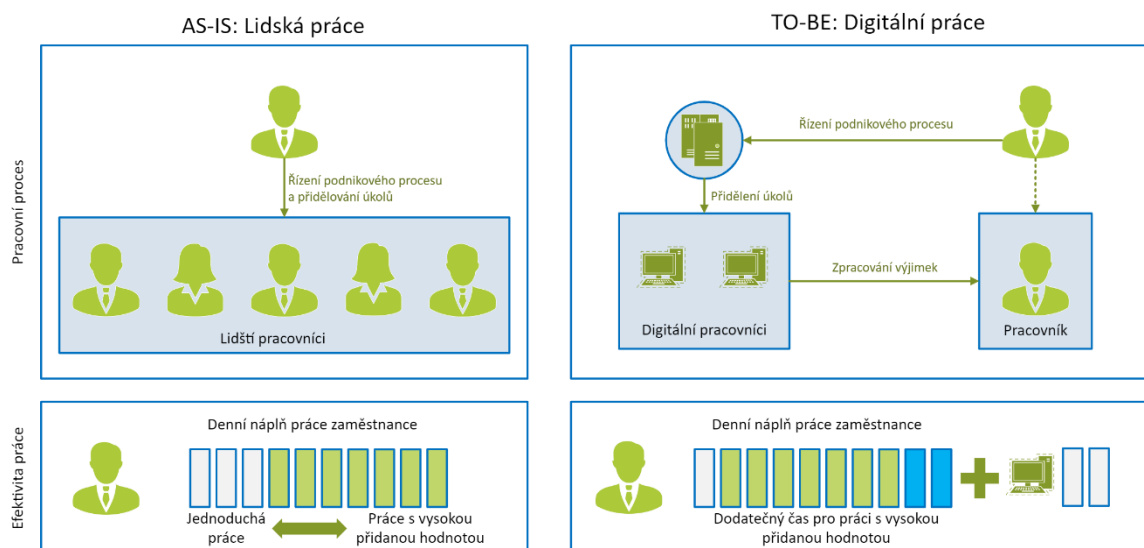 AS-IS: Lidská práce
TO-BE: Digitální práce
Pracovní proces
Řízení podnikového procesu
a přidělování úkolů
Lidští pracovníci
Řízení podnikového procesu
Přidělení úkolů
Zpracování výjimek
Digitální pracovníci
Pracovník
Efektivita práce
Denní náplň práce zaměstnance
Jednoduchá
práce
Práce s vysokou
přidanou hodnotou
Denní náplň práce zaměstnance
Dodatečný čas pro práci s vysokou
přidanou hodnotou